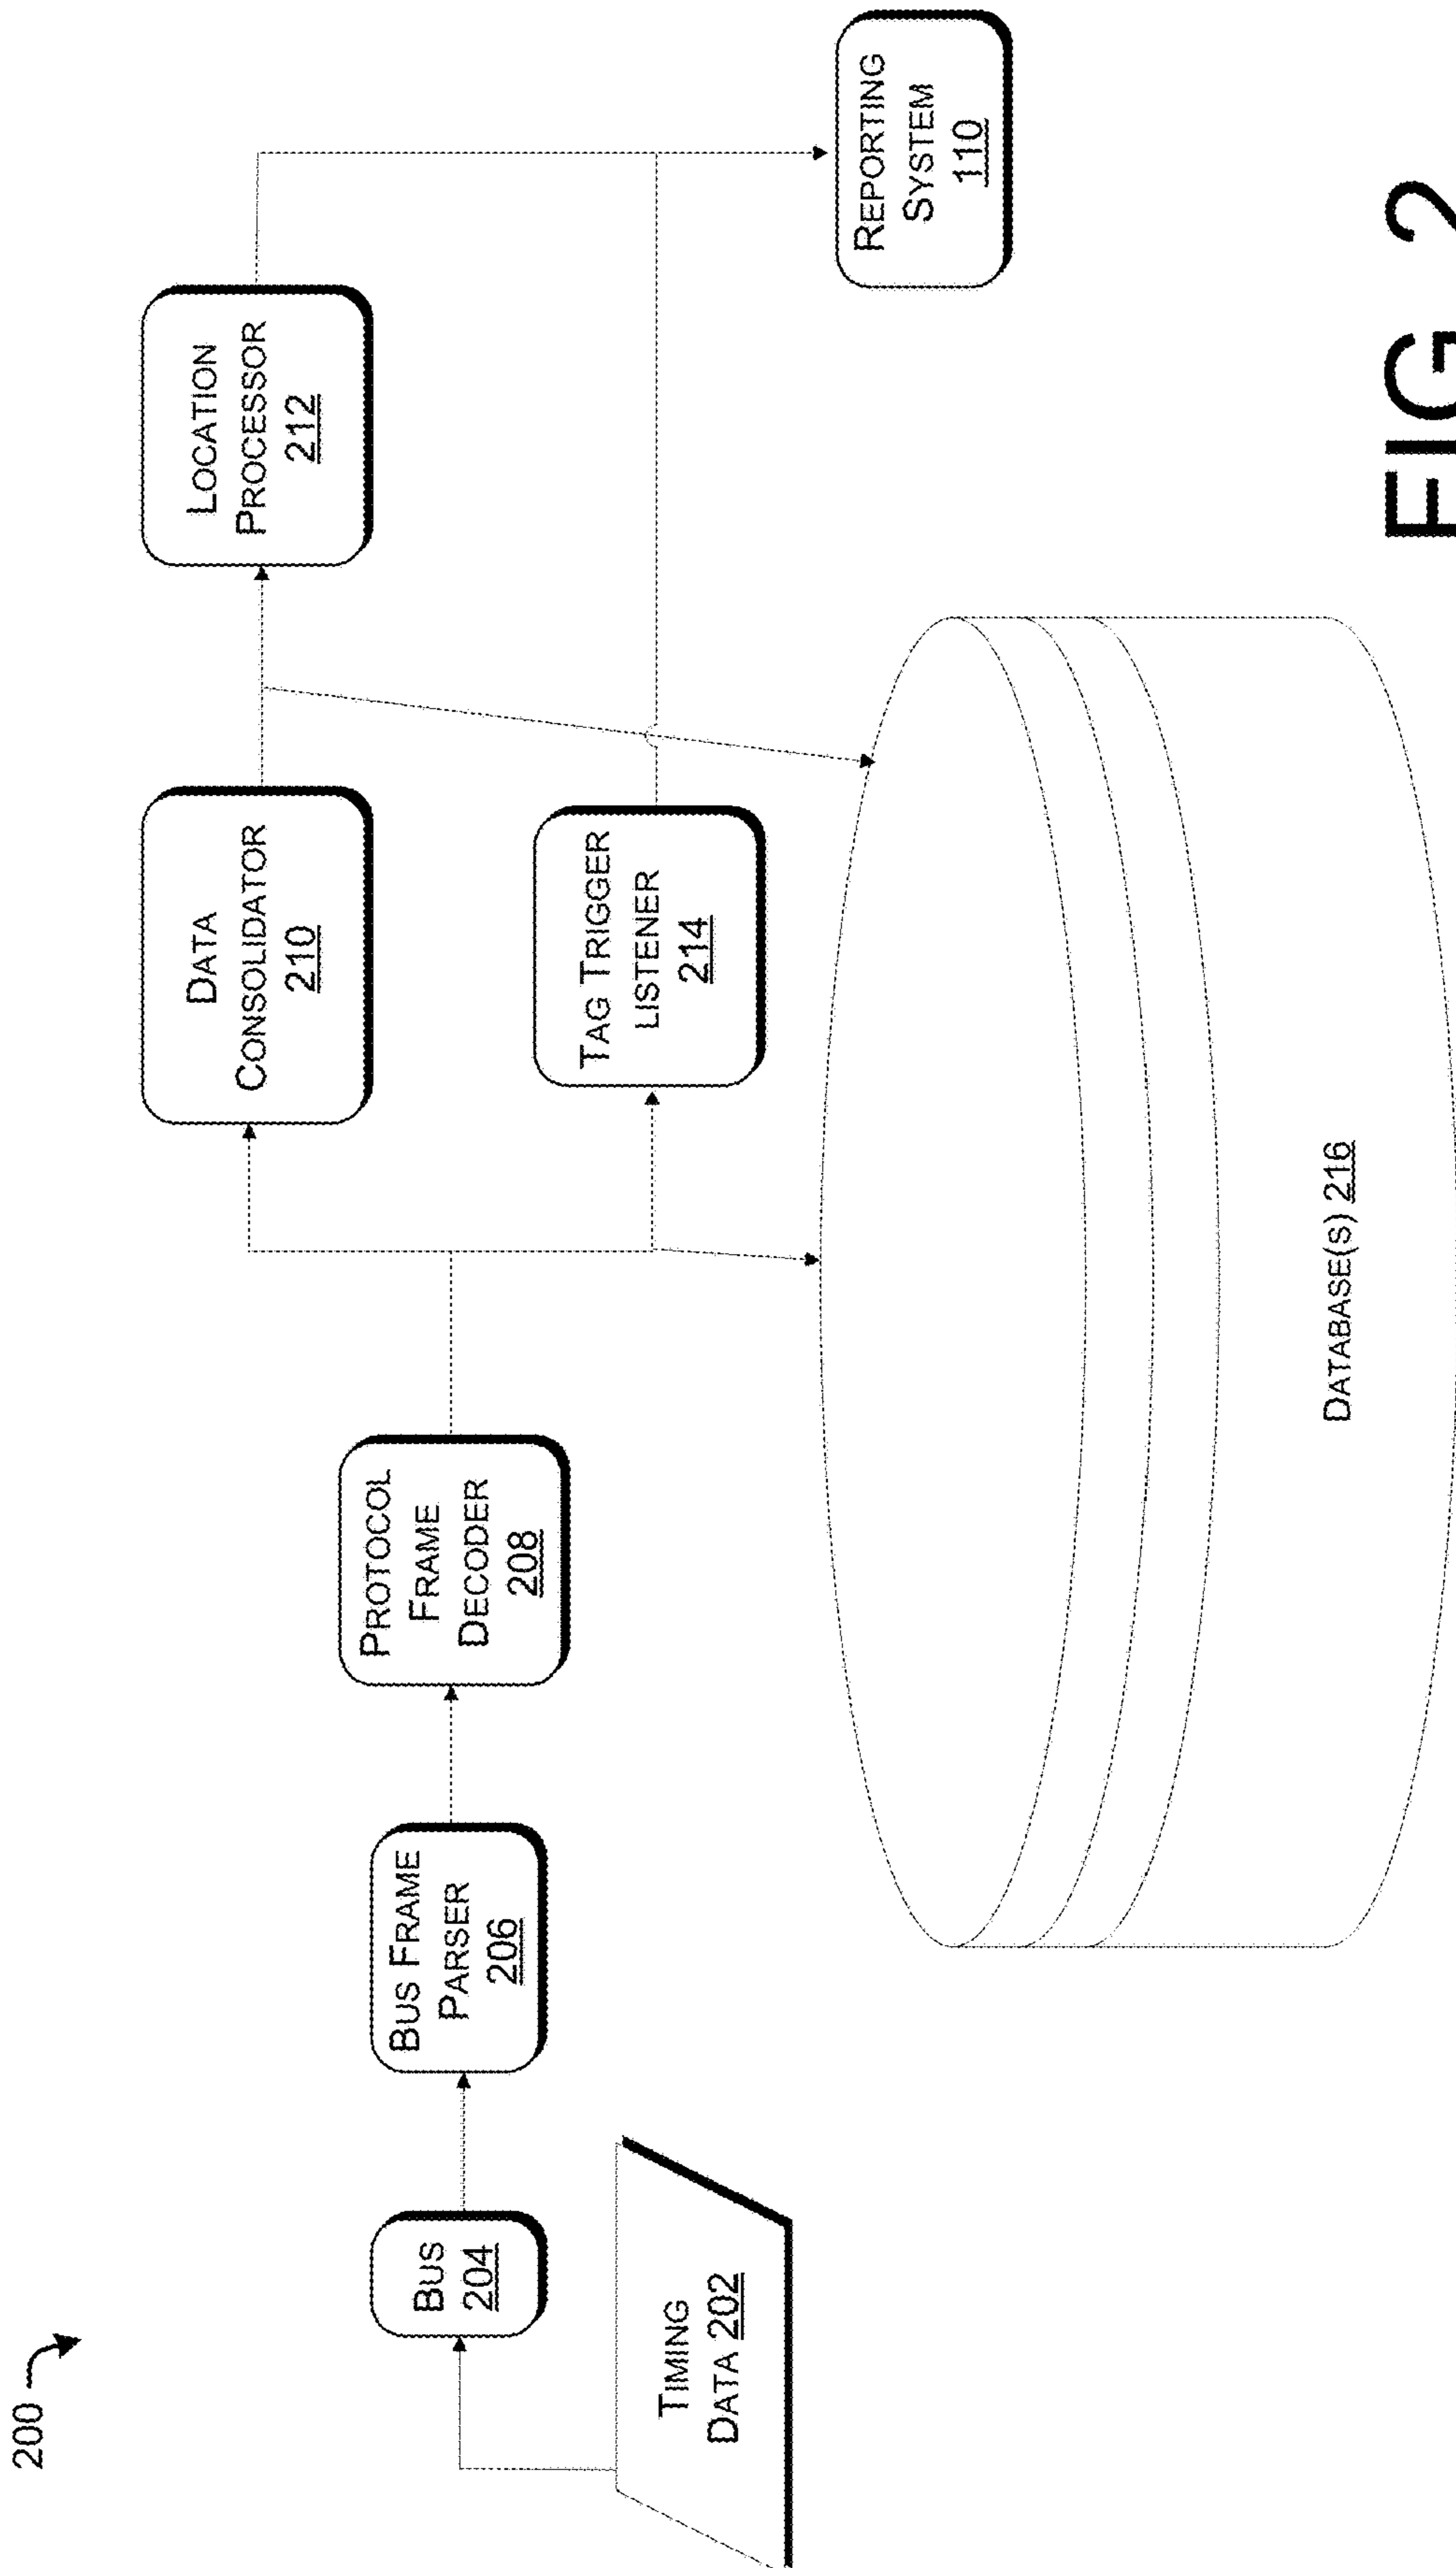 200
TIMING
DATA 202
BUS
204
BUS FRAME
PARSER
206
PROTOCOL
FRAME
DECODER
208
DATA
CONSOLIDATOR
210
TAG TRIGGER
LISTENER
214
LOCATION
PROCESSOR
212
REPORTING
SYSTEM
110
DATABASE(S) 216
FIG. 2